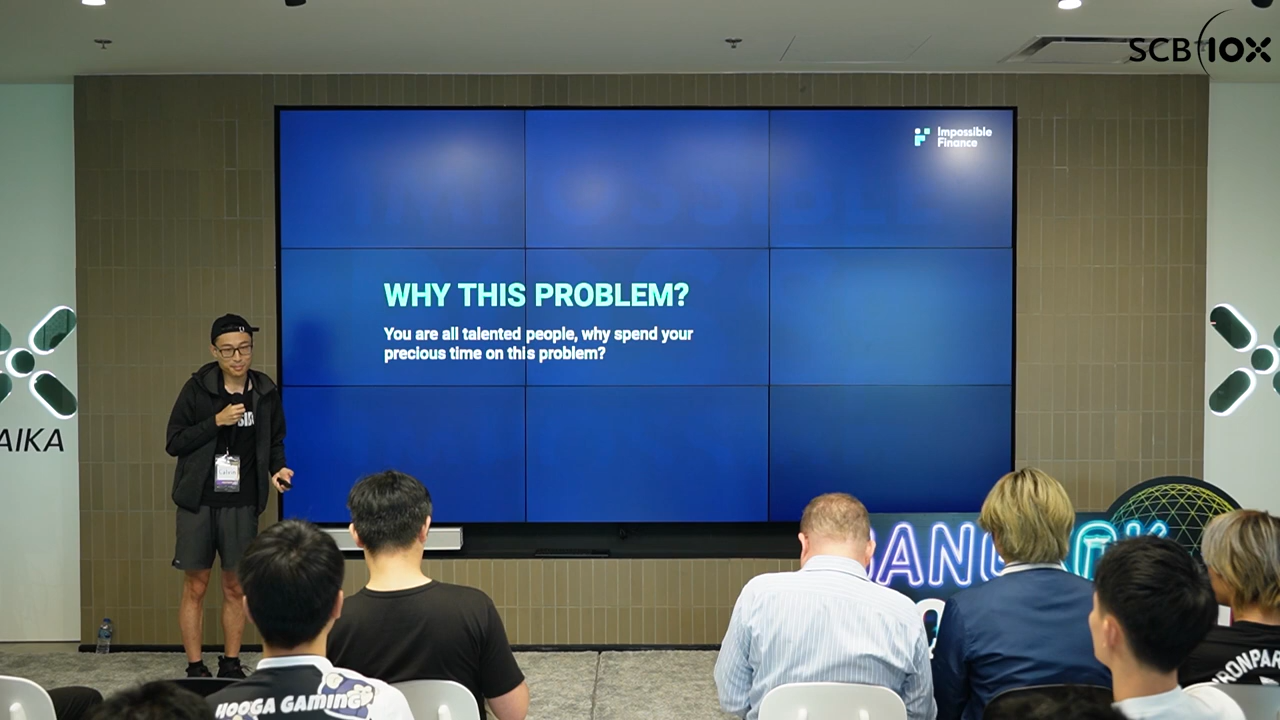 SCB 10X
Impossible
Finance
WHY THIS PROBLEM?
You are all talented people, why spend your
precious time on this problem?
AIKA
HOOGA GAMING